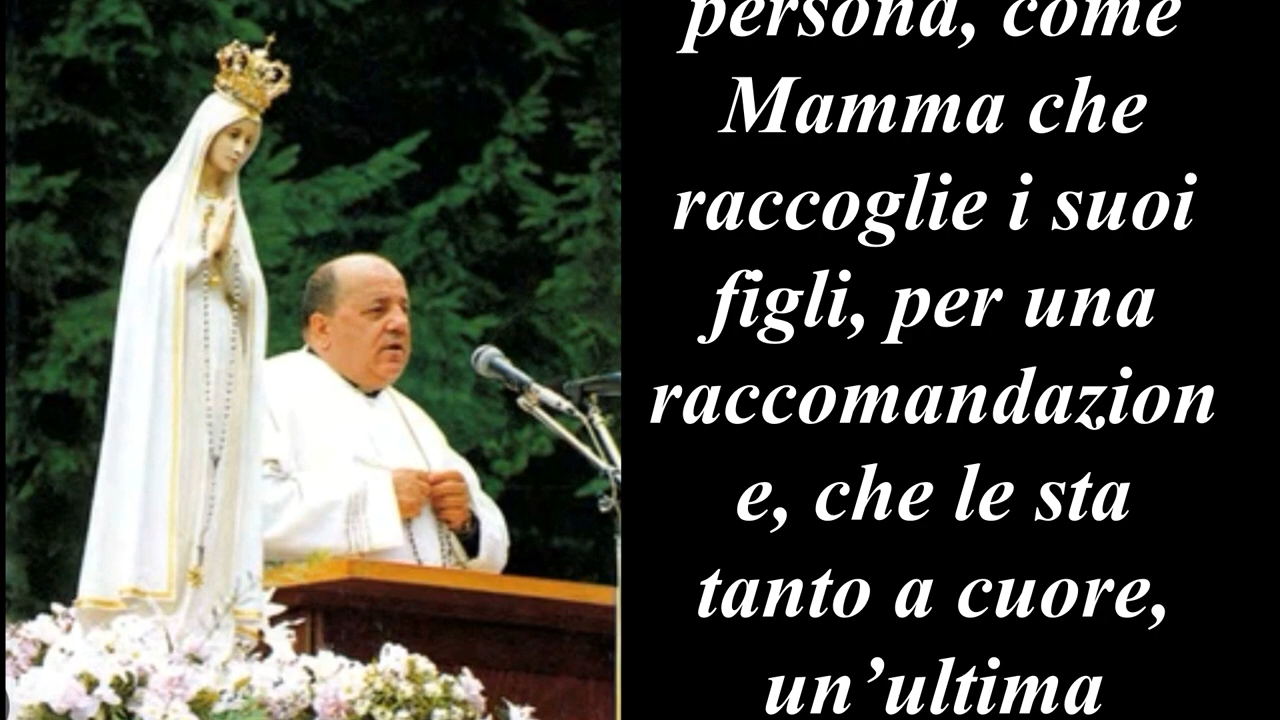 persona, come
Mamma che
raccoglie i suoi
figli, per una
raccomandazion
e, che le sta
tanto a cuore,
un’ultima